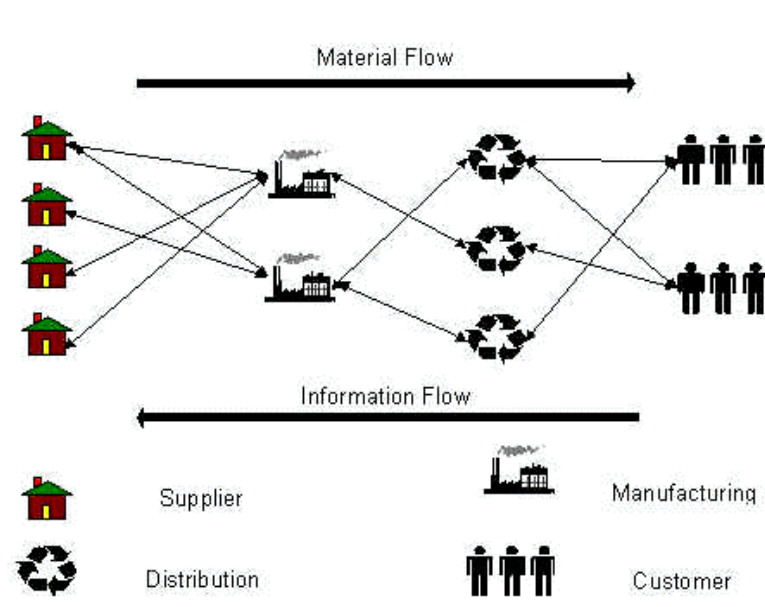 Material Flow
Information Flow
Supplier
Manufacturing
Distribution
Customer